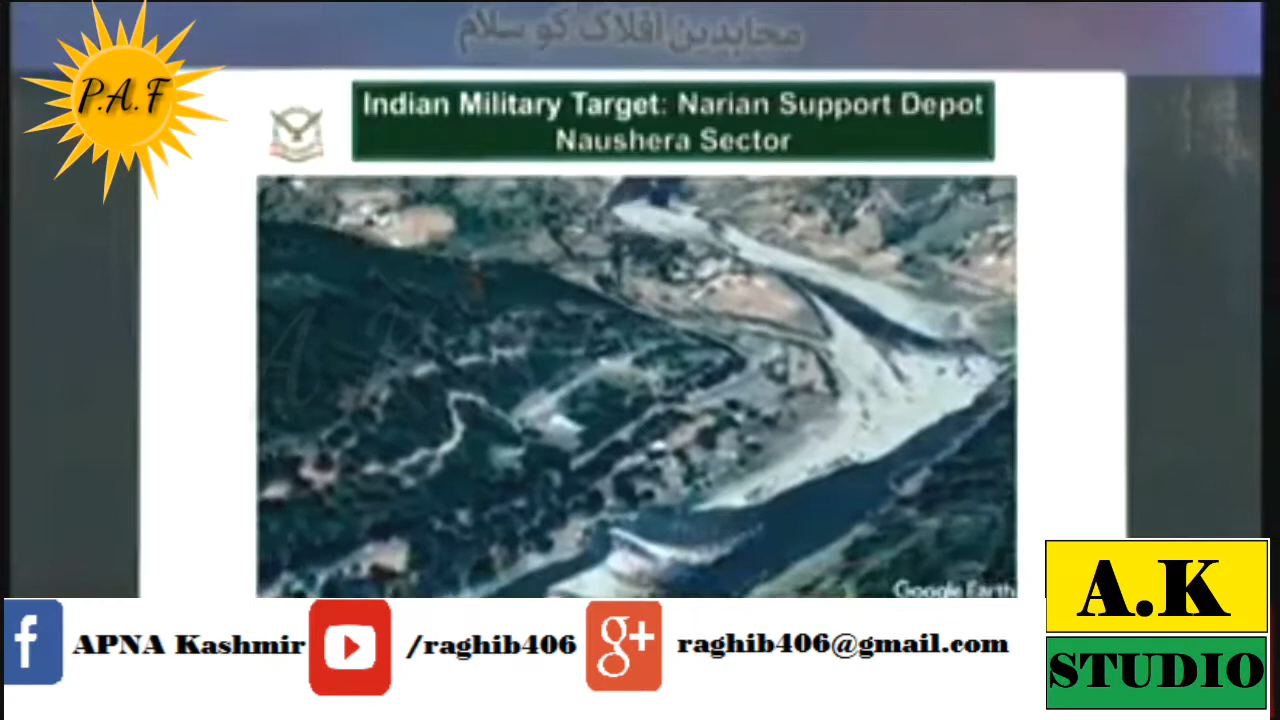 مجاہدین افلاک کو سلام
P.A.F
Indian Military Target: Narian Support Depot
Naushera Sector
Google Earth
A.K
STUDIO
APNA Kashmir
/raghib406
raghib406@gmail.com